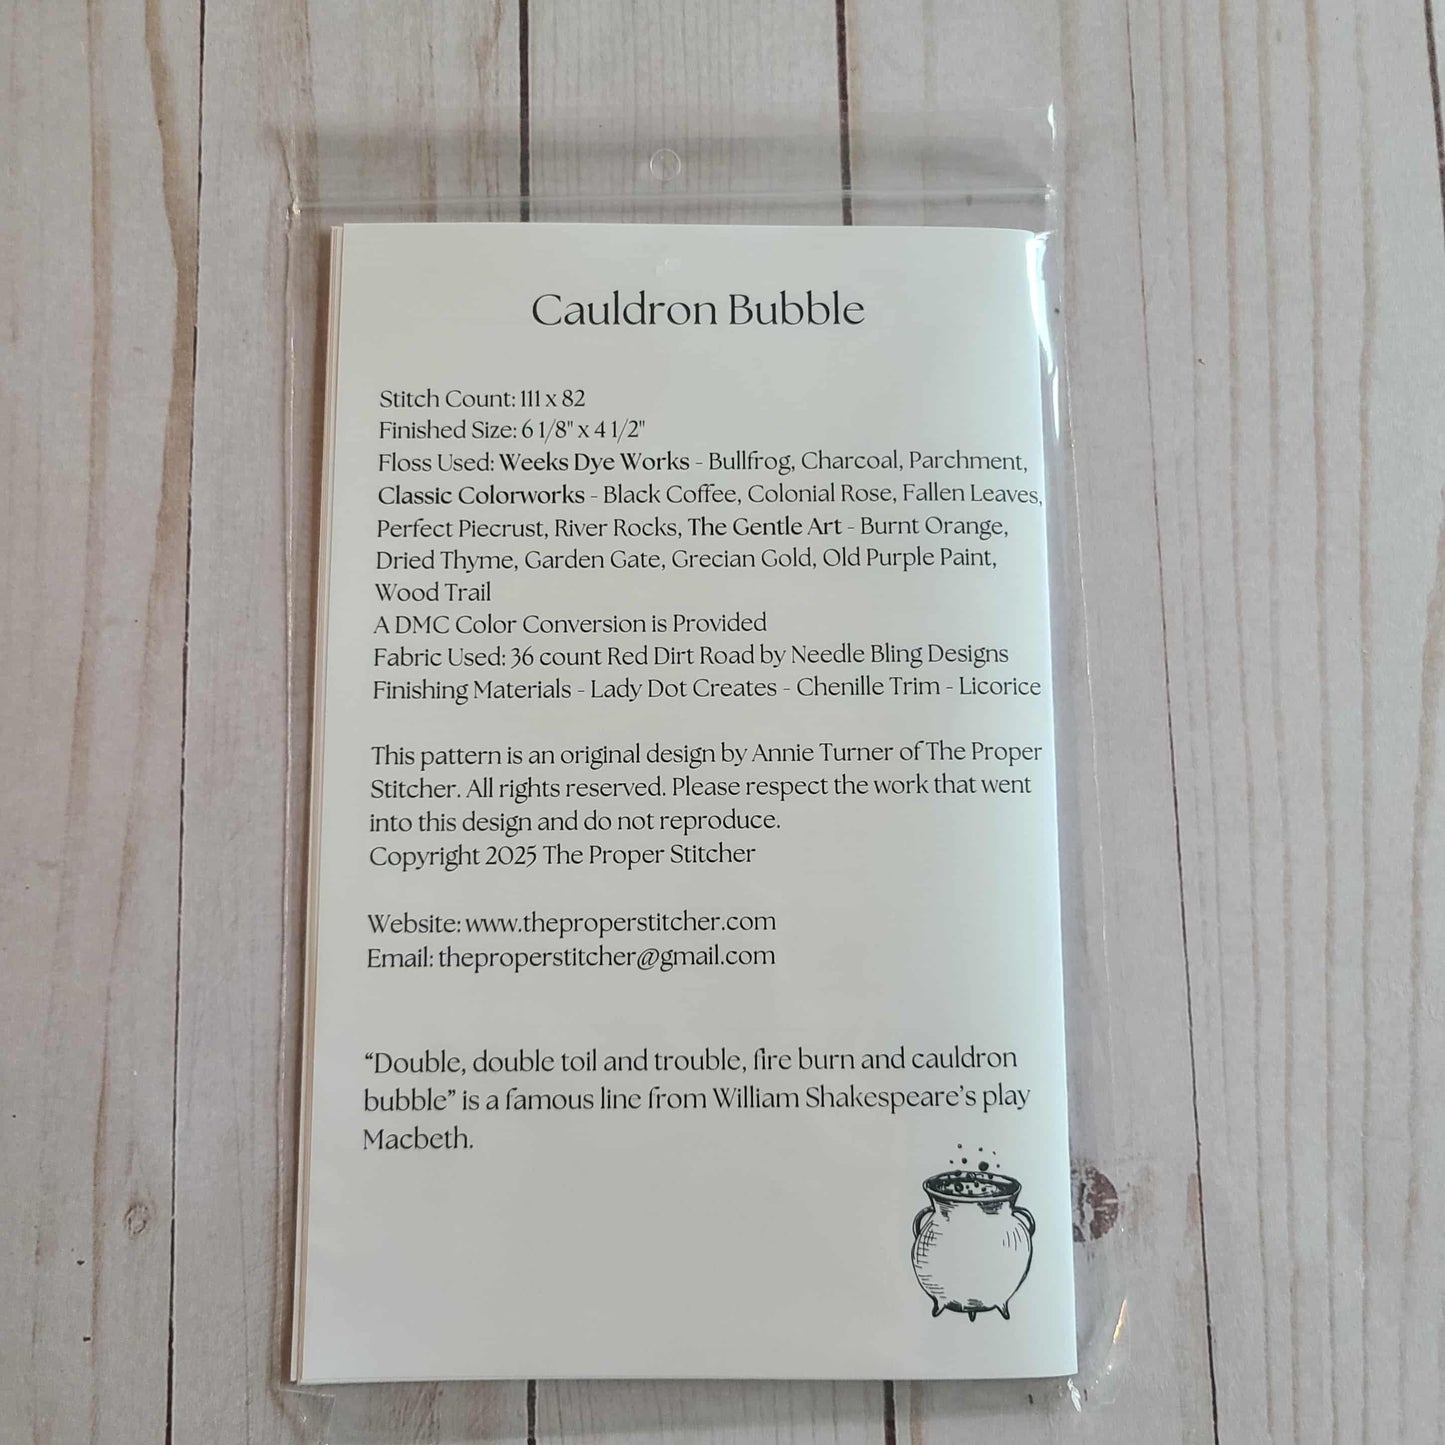 Cauldron Bubble
Stitch Count: 111 x 82
Finished Size: 6 1/8" x 4 1/2"
Floss Used: Weeks Dye Works - Bullfrog, Charcoal, Parchment,
Classic Colorworks - Black Coffee, Colonial Rose, Fallen Leaves,
Perfect Piecrust, River Rocks, The Gentle Art - Burnt Orange,
Dried Thyme, Garden Gate, Grecian Gold, Old Purple Paint,
Wood Trail
A DMC Color Conversion is Provided
Fabric Used: 36 count Red Dirt Road by Needle Bling Designs
Finishing Materials - Lady Dot Creates - Chenille Trim - Licorice
This pattern is an original design by Annie Turner of The Proper
Stitcher. All rights reserved. Please respect the work that went
into this design and do not reproduce.
Copyright 2025 The Proper Stitcher
Website: www.theproperstitcher.com
Email: theproperstitcher@gmail.com
“Double, double toil and trouble, fire burn and cauldron
bubble” is a famous line from William Shakespeare’s play
Macbeth.